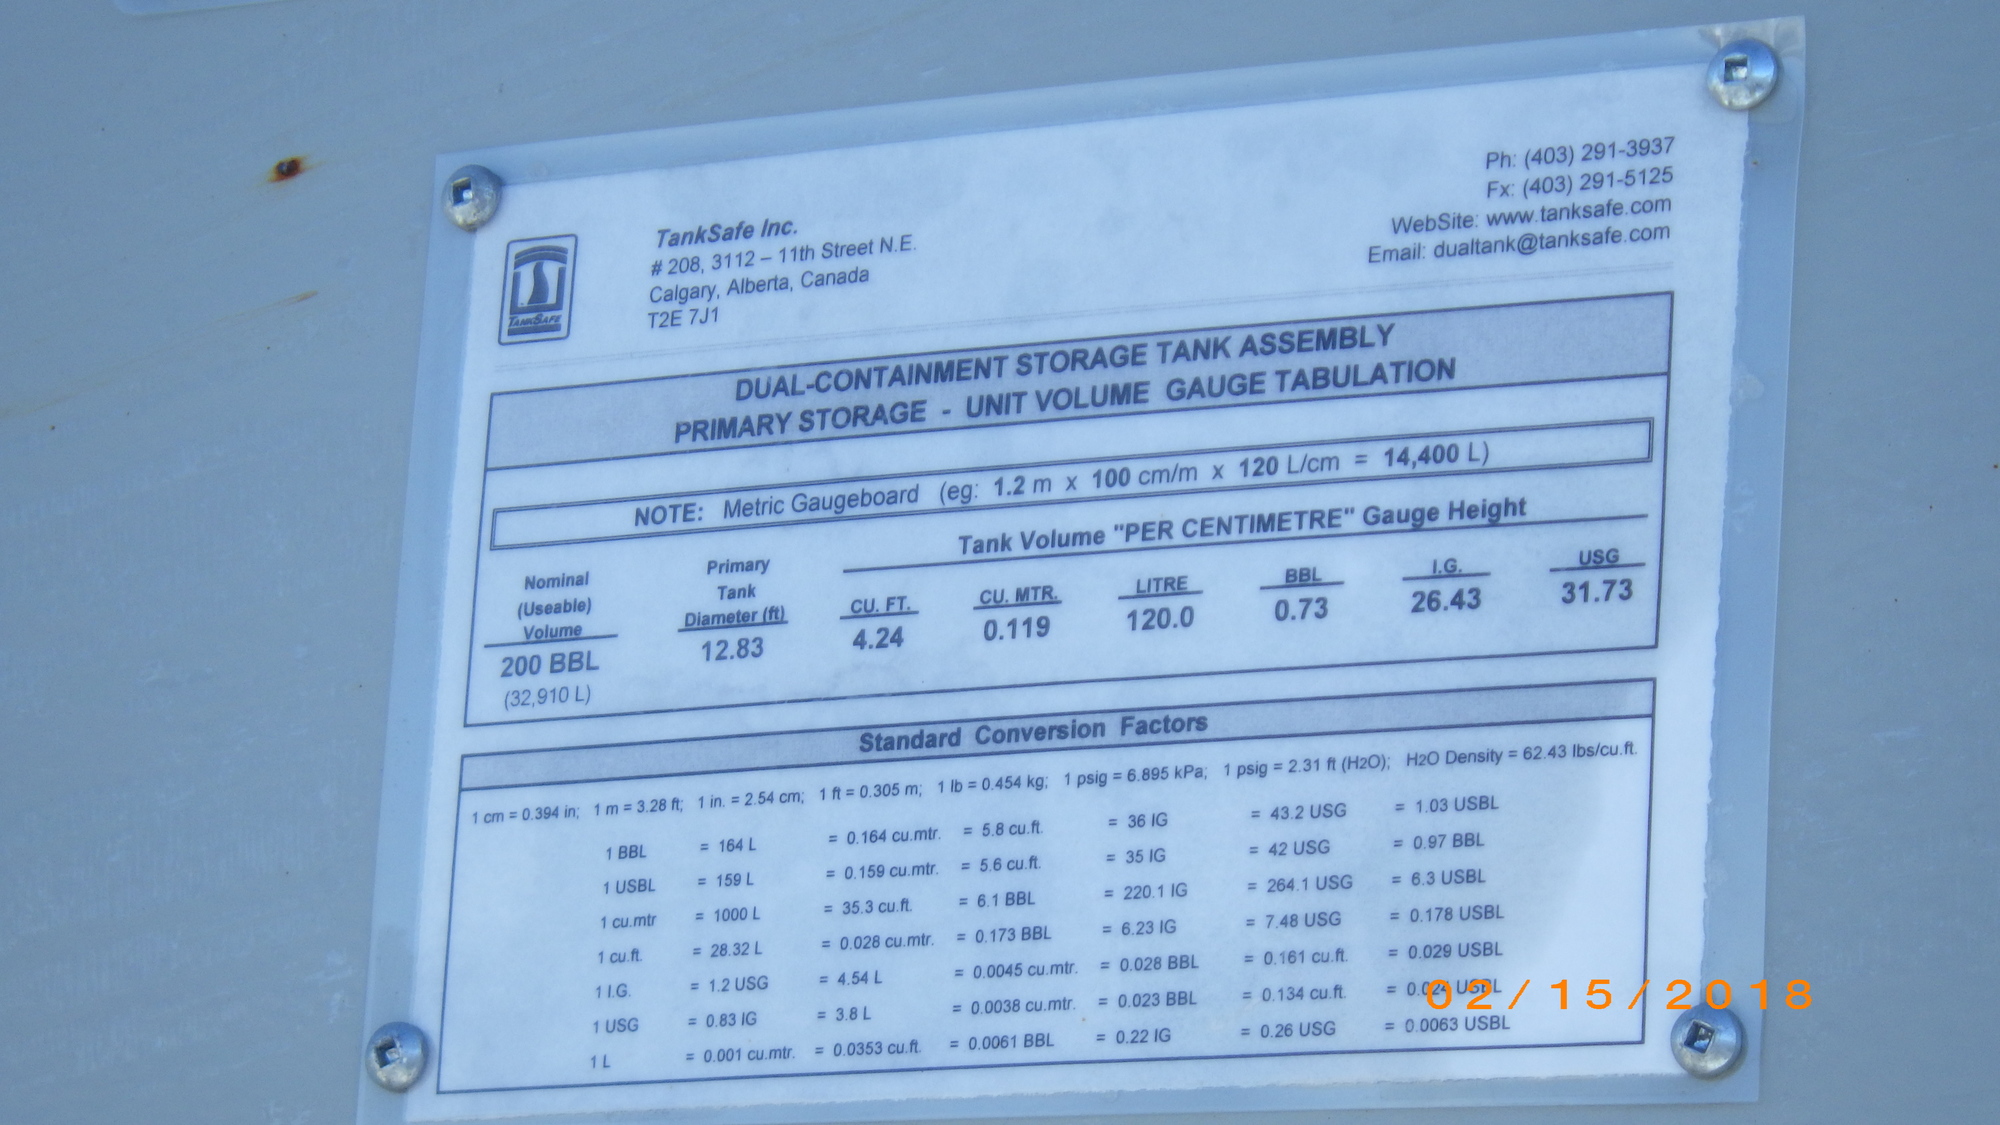 TankSafe Inc.
# 208, 3112 – 11th Street N.E.
Calgary, Alberta, Canada
T2E 7J1
Ph: (403) 291-3937
Fx: (403) 291-5125
WebSite: www.tanksafe.com
Email: dualtank@tanksafe.com
TANKSAFE
DUAL-CONTAINMENT STORAGE TANK ASSEMBLY
PRIMARY STORAGE - UNIT VOLUME GAUGE TABULATION
NOTE: Metric Gaugeboard (eg: 1.2 m x 100 cm/m x 120 L/cm = 14,400 L)
Tank Volume "PER CENTIMETRE" Gauge Height
Nominal
(Useable)
Volume
Primary
Tank
Diameter (ft)
CU. FT. CU. MTR. LITRE BBL I.G. USG
200 BBL 12.83 4.24 0.119 120.0 0.73 26.43 31.73
(32,910 L)
Standard Conversion Factors
1 cm = 0.394 in; 1 m = 3.28 ft; 1 in. = 2.54 cm; 1 ft = 0.305 m; 1 lb = 0.454 kg; 1 psig = 6.895 kPa; 1 psig = 2.31 ft (H2O); H2O Density = 62.43 lbs/cu.ft.
1 BBL = 164 L = 0.164 cu.mtr. = 5.8 cu.ft. = 36 IG = 43.2 USG = 1.03 USBL
1 USBL = 159 L = 0.159 cu.mtr. = 5.6 cu.ft. = 35 IG = 42 USG = 0.97 BBL
1 cu.mtr = 1000 L = 35.3 cu.ft. = 6.1 BBL = 220.1 IG = 264.1 USG = 6.3 USBL
1 cu.ft. = 28.32 L = 0.028 cu.mtr. = 0.173 BBL = 6.23 IG = 7.48 USG = 0.178 USBL
1 I.G. = 1.2 USG = 4.54 L = 0.0045 cu.mtr. = 0.028 BBL = 0.161 cu.ft. = 0.029 USBL
1 USG = 0.83 IG = 3.8 L = 0.0038 cu.mtr. = 0.023 BBL = 0.134 cu.ft. = 0.024 USBL
1 L = 0.001 cu.mtr. = 0.0353 cu.ft. = 0.0061 BBL = 0.22 IG = 0.26 USG = 0.0063 USBL
02/15/2018